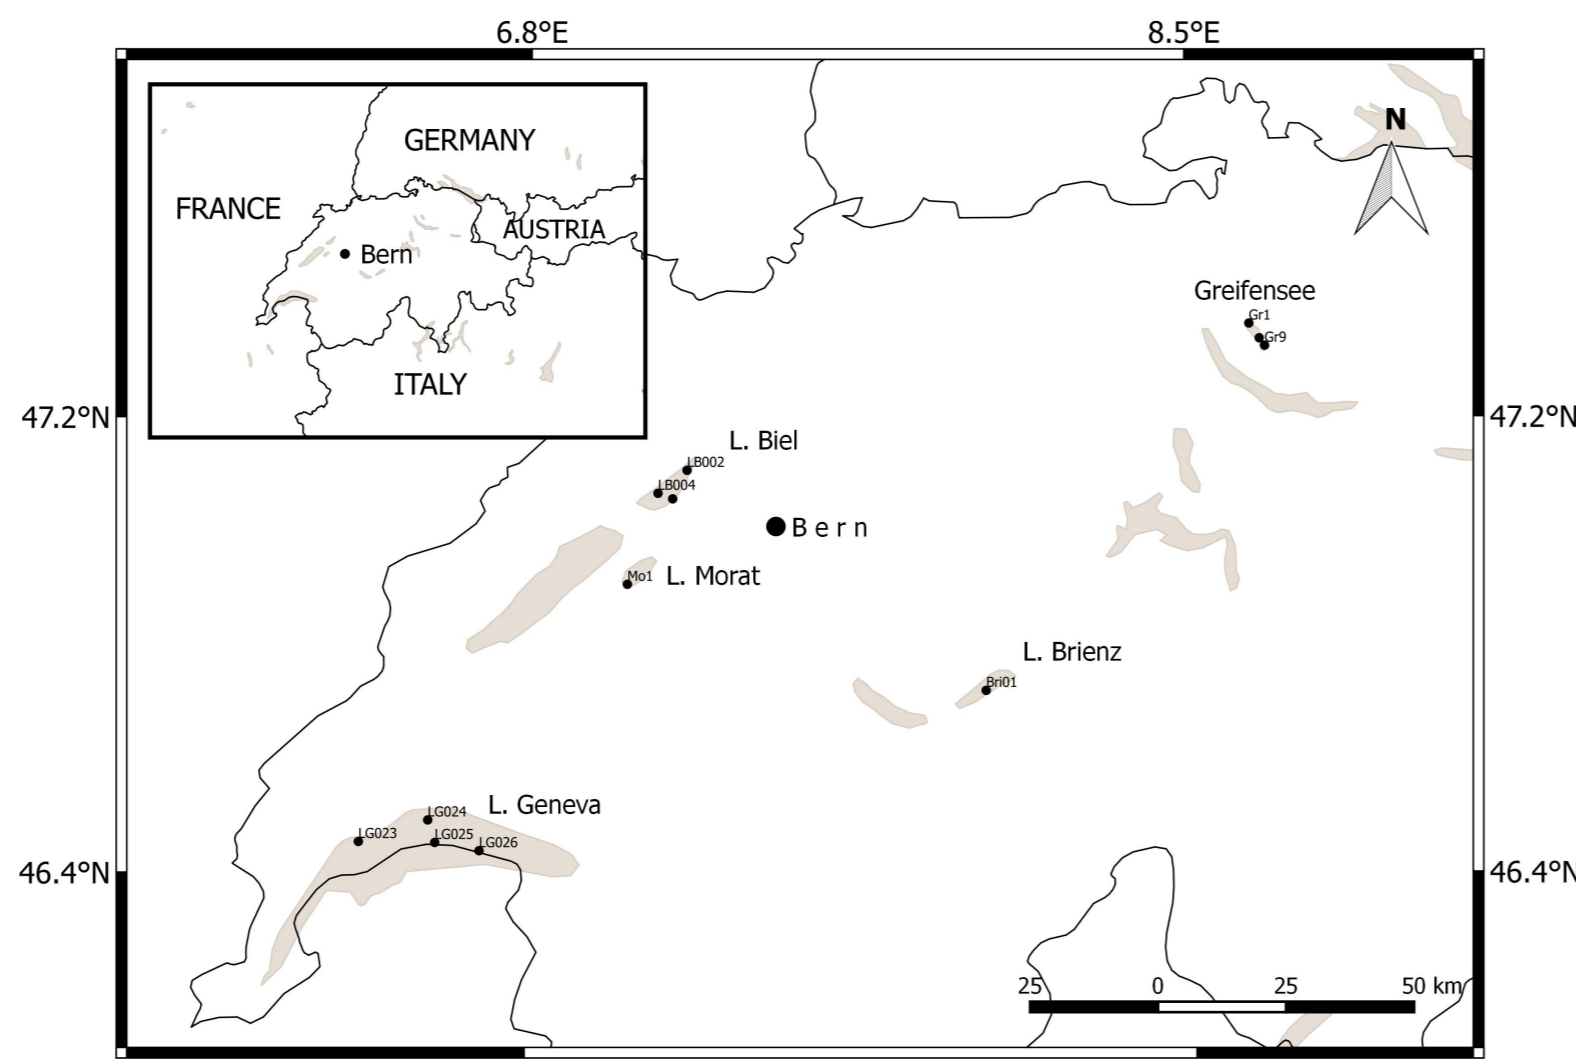 6.8°E
8.5°E
N
GERMANY
FRANCE
AUSTRIA
Bern
ITALY
Greifensee
Gr1
Gr9
47.2°N
47.2°N
L. Biel
LB002
LB004
Bern
Mo1
L. Morat
L. Brienz
Bri01
L. Geneva
LG024
LG023
LG025
LG026
46.4°N
46.4°N
25 0 25 50 km